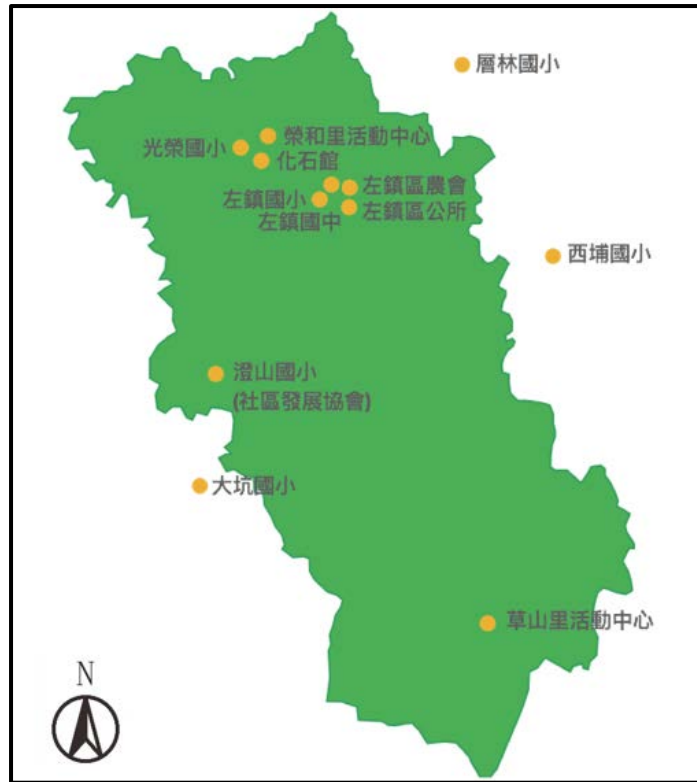 層林國小
榮和里活動中心
光榮國小
化石館
左鎮區農會
左鎮國小
左鎮區公所
左鎮國中
西埔國小
澄山國小
(社區發展協會)
大坑國小
草山里活動中心
N